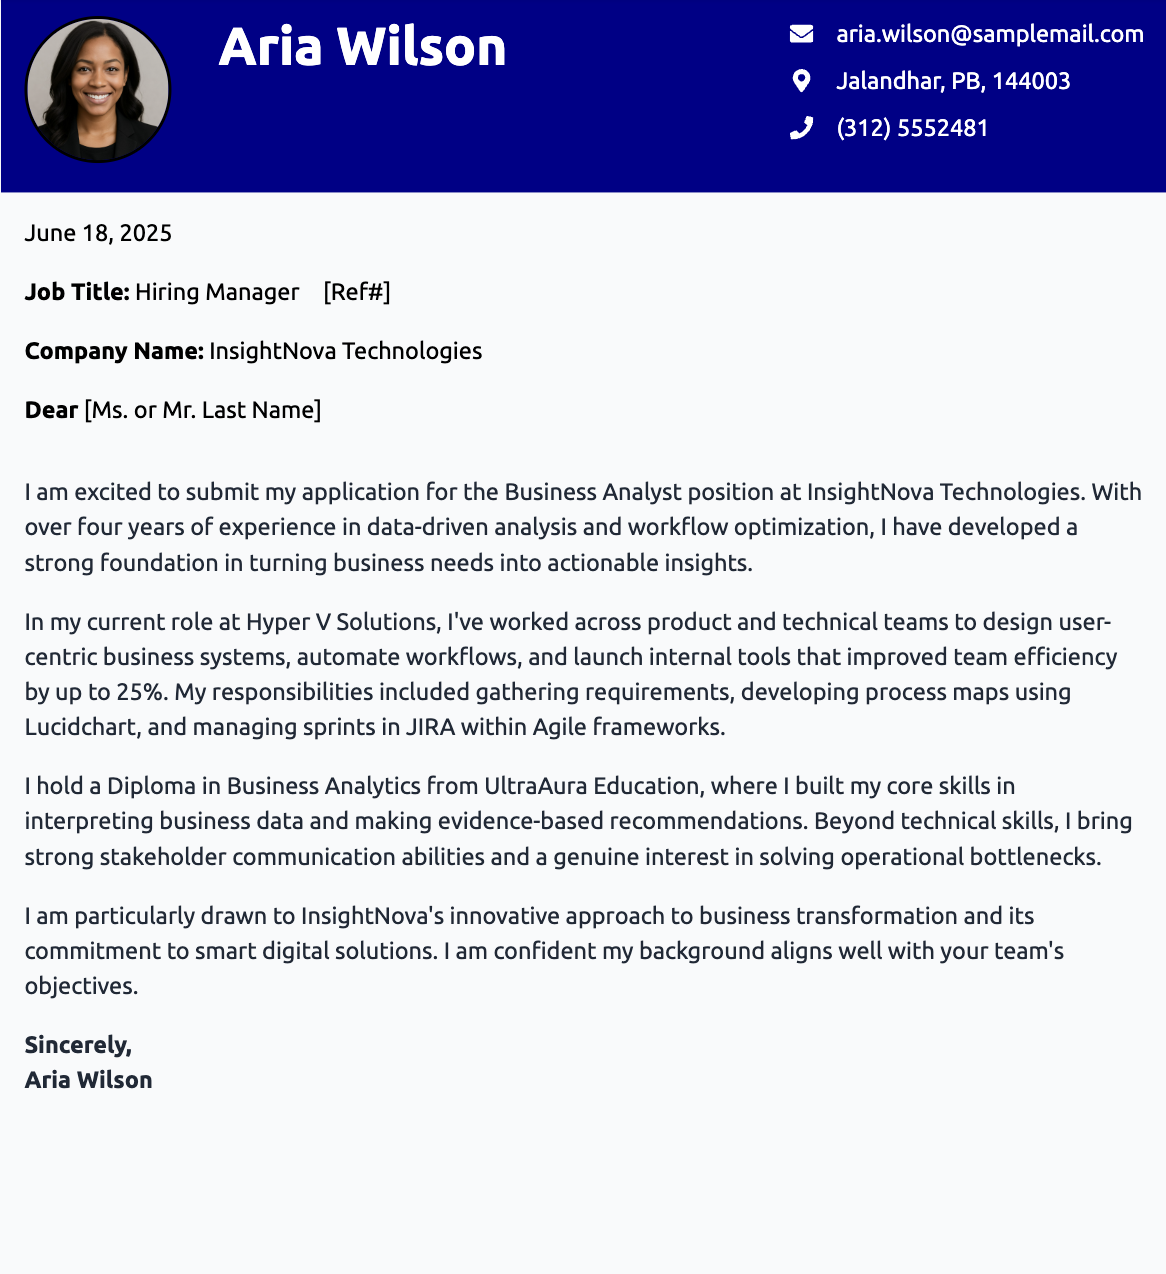 Aria Wilson
aria.wilson@samplemail.com
Jalandhar, PB, 144003
(312) 5552481
June 18, 2025
Job Title: Hiring Manager [Ref#]
Company Name: InsightNova Technologies
Dear [Ms. or Mr. Last Name]
I am excited to submit my application for the Business Analyst position at InsightNova Technologies. With
over four years of experience in data-driven analysis and workflow optimization, I have developed a
strong foundation in turning business needs into actionable insights.
In my current role at Hyper V Solutions, I've worked across product and technical teams to design user-
centric business systems, automate workflows, and launch internal tools that improved team efficiency
by up to 25%. My responsibilities included gathering requirements, developing process maps using
Lucidchart, and managing sprints in JIRA within Agile frameworks.
I hold a Diploma in Business Analytics from UltraAura Education, where I built my core skills in
interpreting business data and making evidence-based recommendations. Beyond technical skills, I bring
strong stakeholder communication abilities and a genuine interest in solving operational bottlenecks.
I am particularly drawn to InsightNova's innovative approach to business transformation and its
commitment to smart digital solutions. I am confident my background aligns well with your team's
objectives.
Sincerely,
Aria Wilson